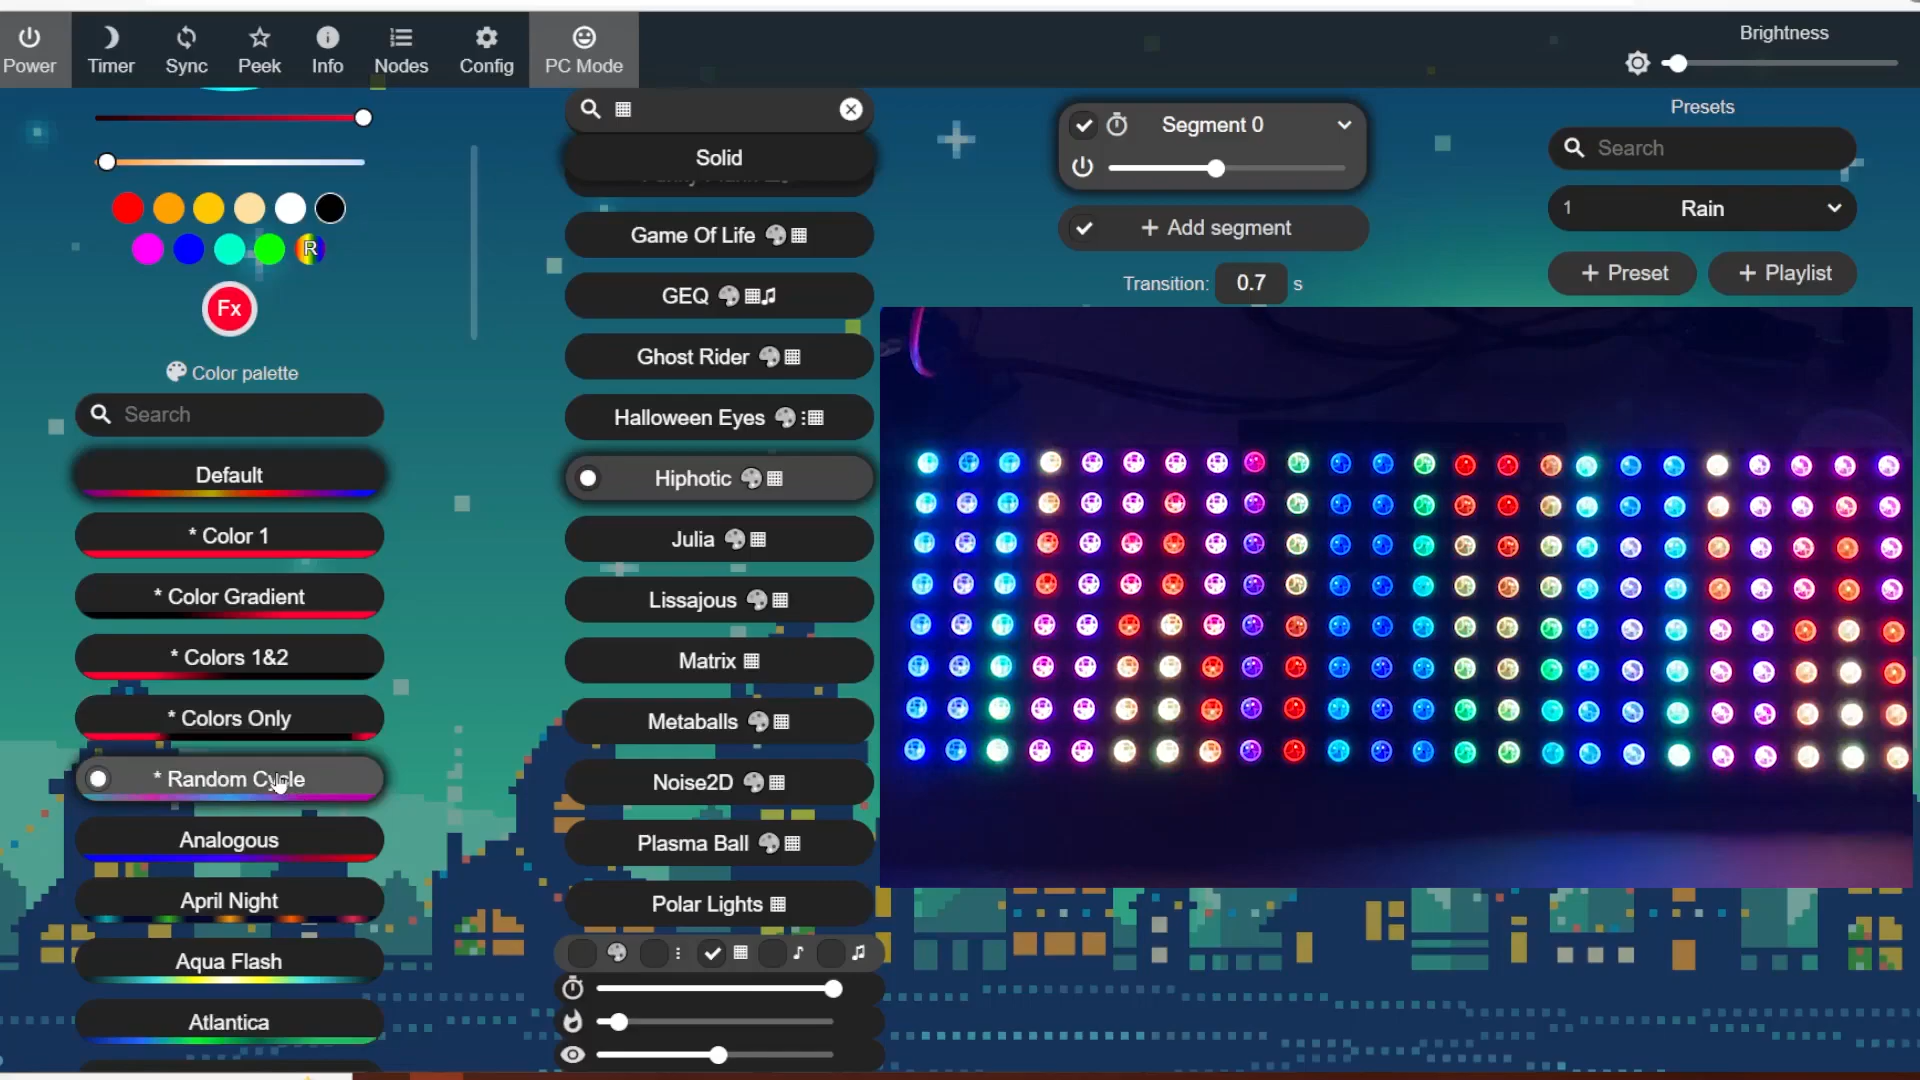 Power
Timer
Sync
Peek
Info
Nodes
Config
PC Mode
Brightness
R
Fx
Color palette
Search
Default
* Color 1
* Color Gradient
* Colors 1&2
* Colors Only
* Random Cycle
Analogous
April Night
Aqua Flash
Atlantica
Solid
Game Of Life
GEQ
Ghost Rider
Halloween Eyes
Hiphotic
Julia
Lissajous
Matrix
Metaballs
Noise2D
Plasma Ball
Polar Lights
Segment 0
+ Add segment
Transition: 0.7 s
Presets
Search
1 Rain
+ Preset
+ Playlist